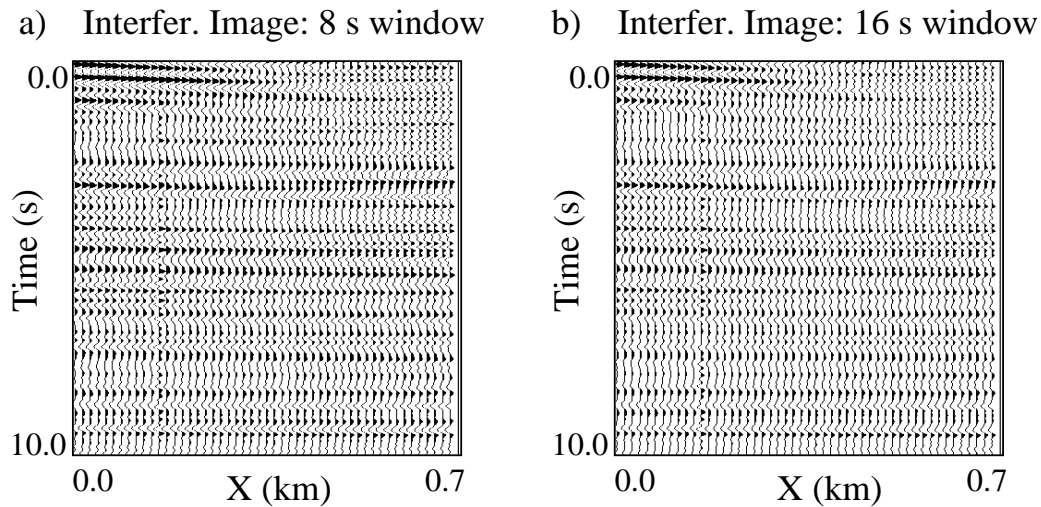 a) Interfer. Image: 8 s window
0.0
Time (s)
10.0
0.0 X (km) 0.7
b) Interfer. Image: 16 s window
0.0
Time (s)
10.0
0.0 X (km) 0.7